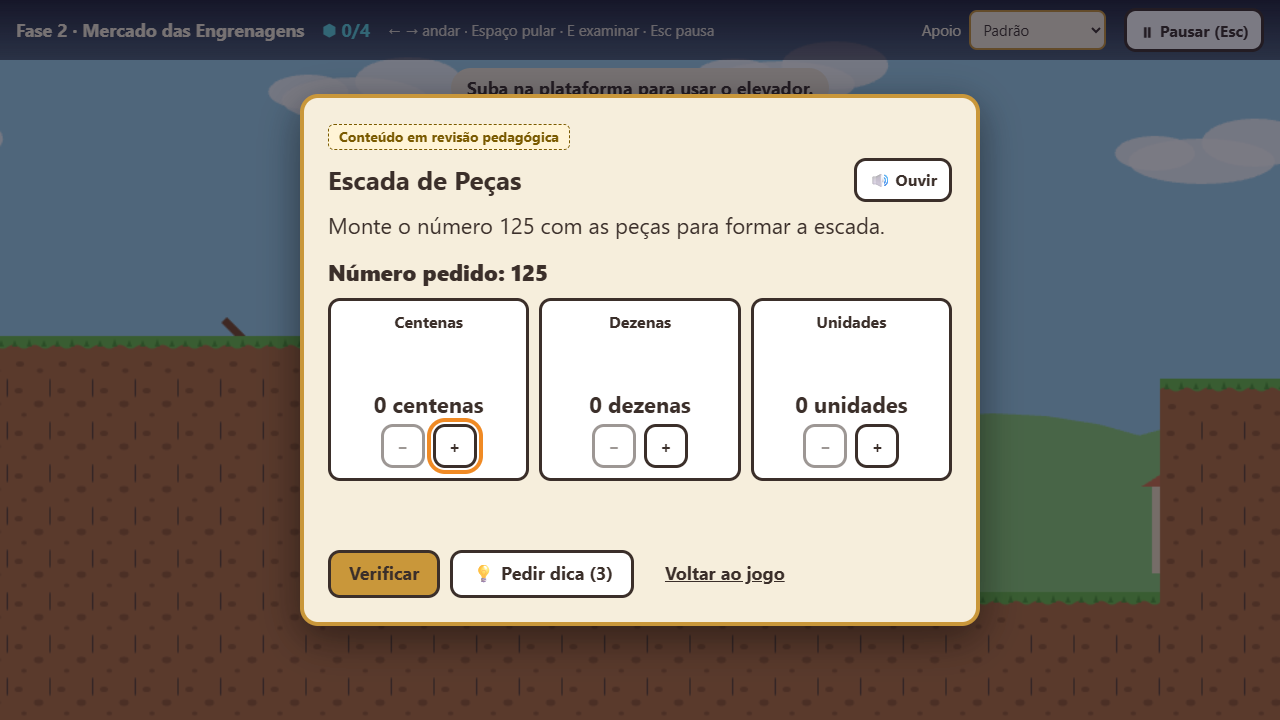 Fase 2 · Mercado das Engrenagens 0/4 ← → andar · Espaço pular · E examinar · Esc pausa Apoio Padrão Pausar (Esc)
Suba na plataforma para usar o elevador.
Conteúdo em revisão pedagógica
Escada de Peças Ouvir
Monte o número 125 com as peças para formar a escada.
Número pedido: 125
Centenas Dezenas Unidades
0 centenas 0 dezenas 0 unidades
− + − + − +
Verificar Pedir dica (3) Voltar ao jogo